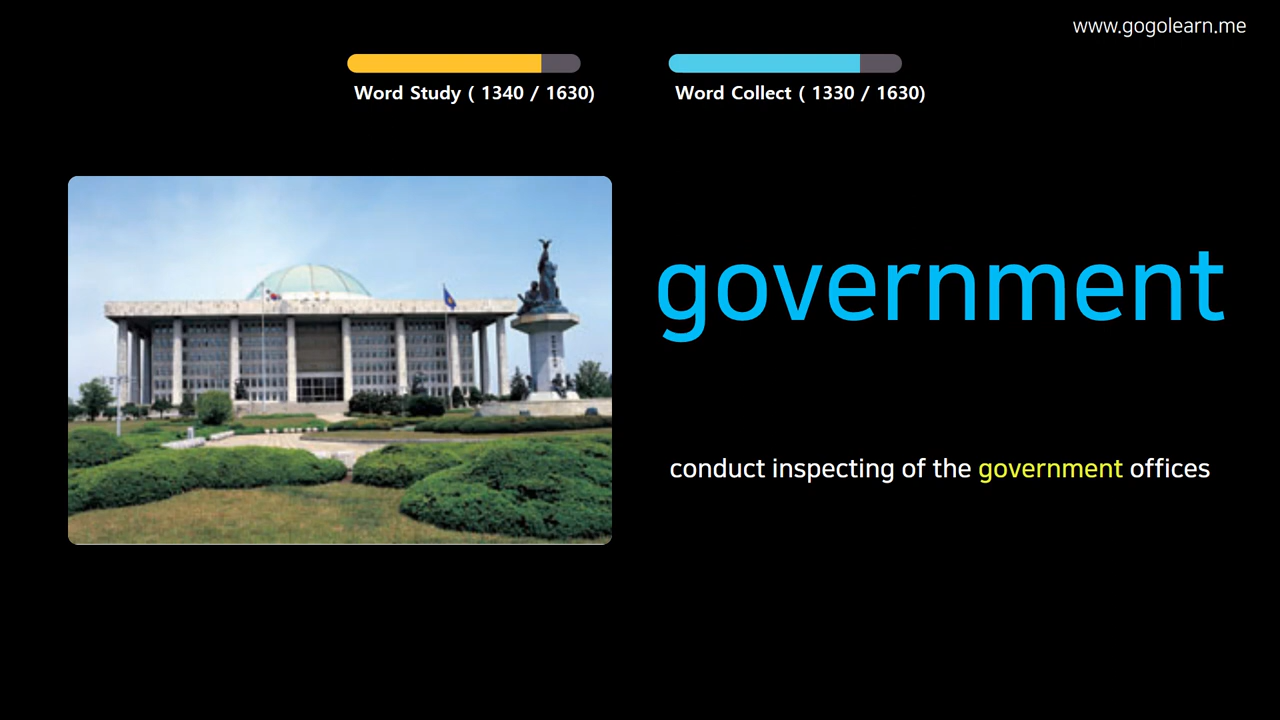 www.gogolearn.me
Word Study ( 1340 / 1630)
Word Collect ( 1330 / 1630)
government
conduct inspecting of the government offices